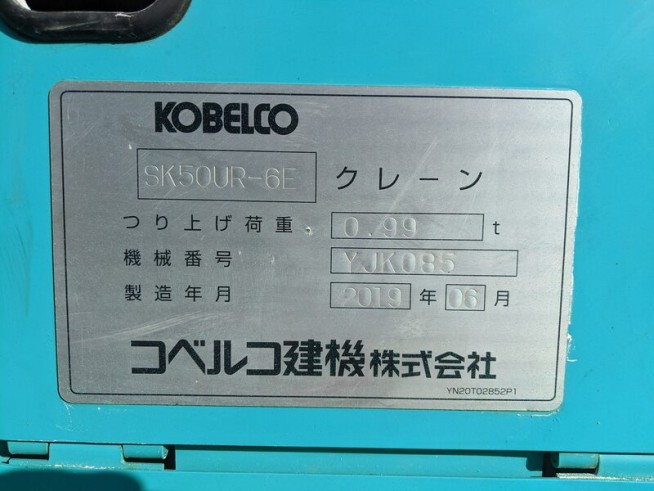 KOBELCO
SK50UR-6E クレーン
つり上げ荷重 0.99 t
機械番号 YJK085
製造年月 2019 年 06 月
コベルコ建機株式会社
YN20T02852P1